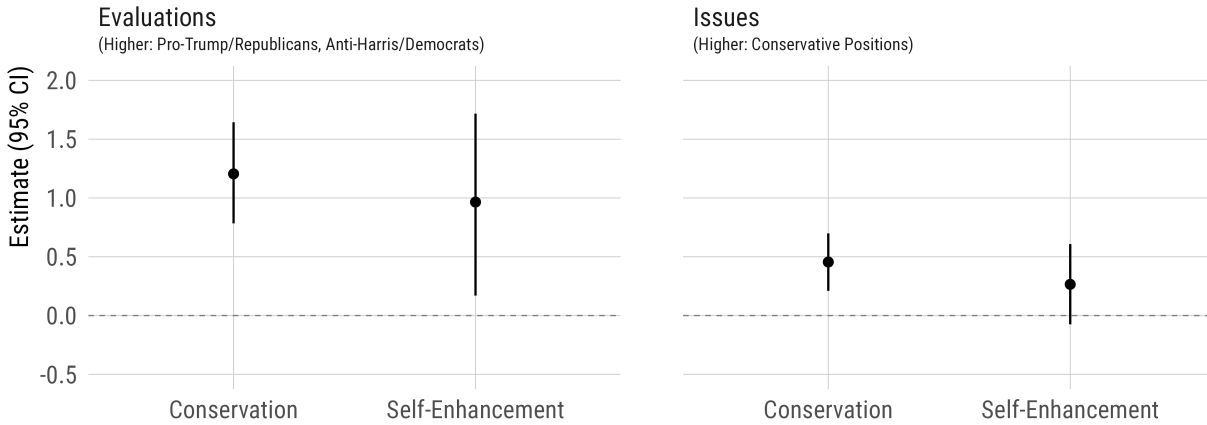 Evaluations
(Higher: Pro-Trump/Republicans, Anti-Harris/Democrats)
Issues
(Higher: Conservative Positions)
Estimate (95% CI)
2.0
1.5
1.0
0.5
0.0
-0.5
Conservation
Self-Enhancement
Conservation
Self-Enhancement